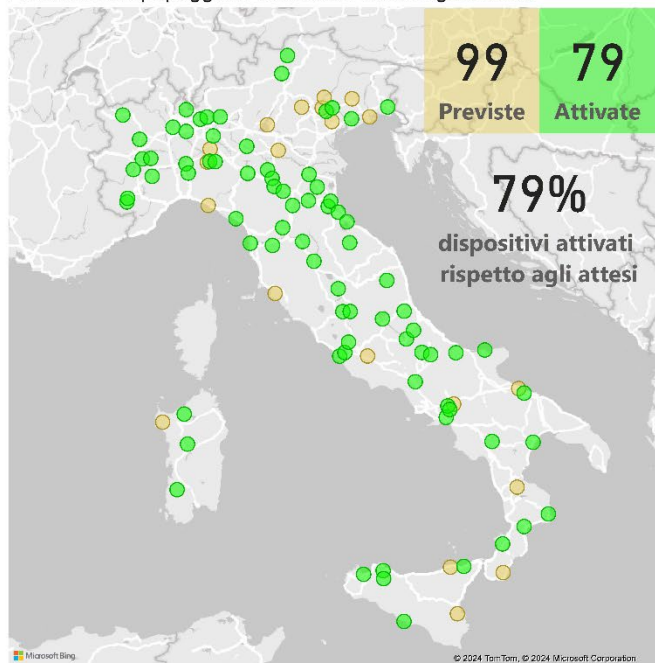 99
Previste
79
Attivate
79%
dispositivi attivati
rispetto agli attesi
Microsoft Bing
© 2024 TomTom, © 2024 Microsoft Corporation